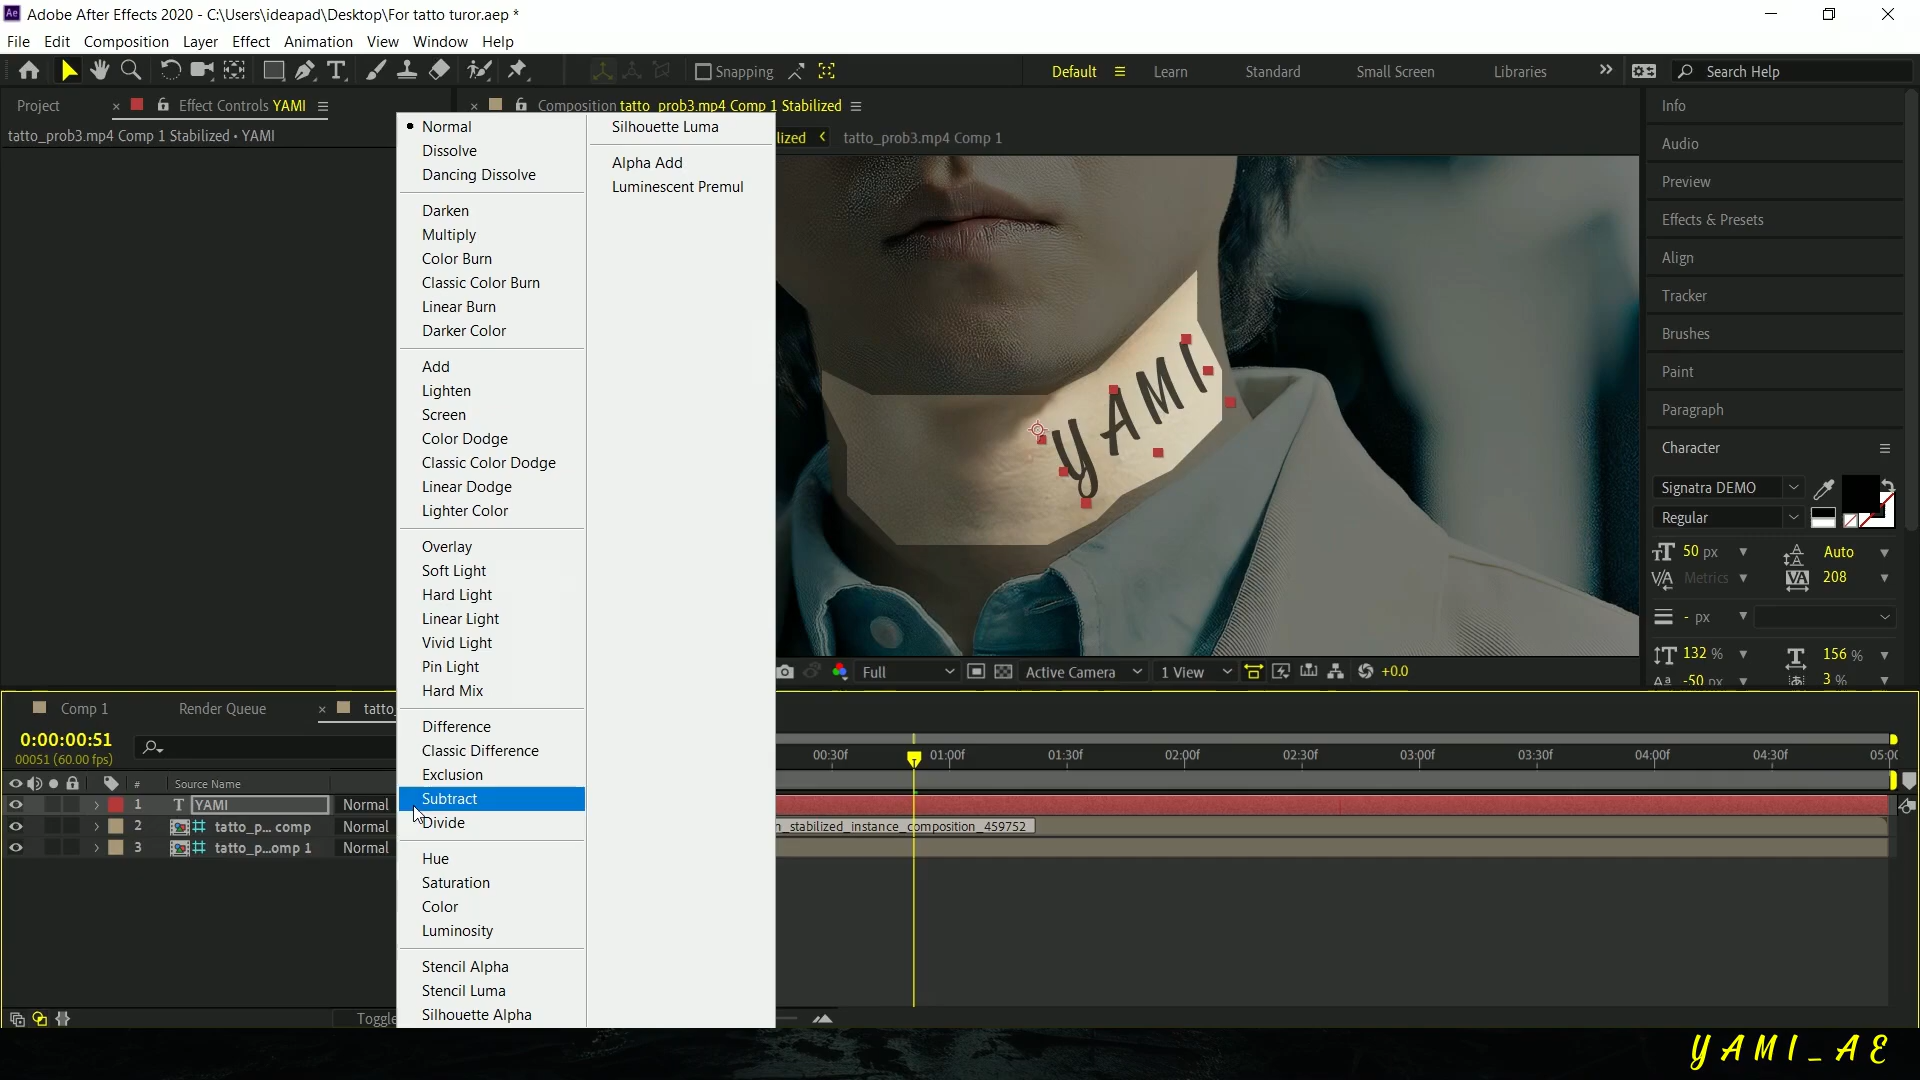 Ae Adobe After Effects 2020 - C:\Users\ideapad\Desktop\For tatto turor.aep *
File Edit Composition Layer Effect Animation View Window Help
Snapping Default Learn Standard Small Screen Libraries Search Help
Project Effect Controls YAMI
Composition tatto_prob3.mp4 Comp 1 Stabilized
tatto_prob3.mp4 Comp 1 Stabilized • YAMI
lized tatto_prob3.mp4 Comp 1
Normal
Dissolve
Dancing Dissolve
Darken
Multiply
Color Burn
Classic Color Burn
Linear Burn
Darker Color
Add
Lighten
Screen
Color Dodge
Classic Color Dodge
Linear Dodge
Lighter Color
Overlay
Soft Light
Hard Light
Linear Light
Vivid Light
Pin Light
Hard Mix
Difference
Classic Difference
Exclusion
Subtract
Divide
Hue
Saturation
Color
Luminosity
Stencil Alpha
Stencil Luma
Silhouette Alpha
Silhouette Luma
Alpha Add
Luminescent Premul
YAMI
Info
Audio
Preview
Effects & Presets
Align
Tracker
Brushes
Paint
Paragraph
Character
Signatra DEMO
Regular
50 px Auto
Metrics 208
- px
132 % 156 %
-50 px 3 %
Full Active Camera 1 View +0.0
Comp 1 Render Queue tatto_
0:00:00:51
00051 (60.00 fps)
00:30f 01:00f 01:30f 02:00f 02:30f 03:00f 03:30f 04:00f 04:30f 05:00
# Source Name
1 T YAMI Normal
2 tatto_p... comp Normal
n_stabilized_instance_composition_459752
3 tatto_p...omp 1 Normal
Toggle
YAMI_AE